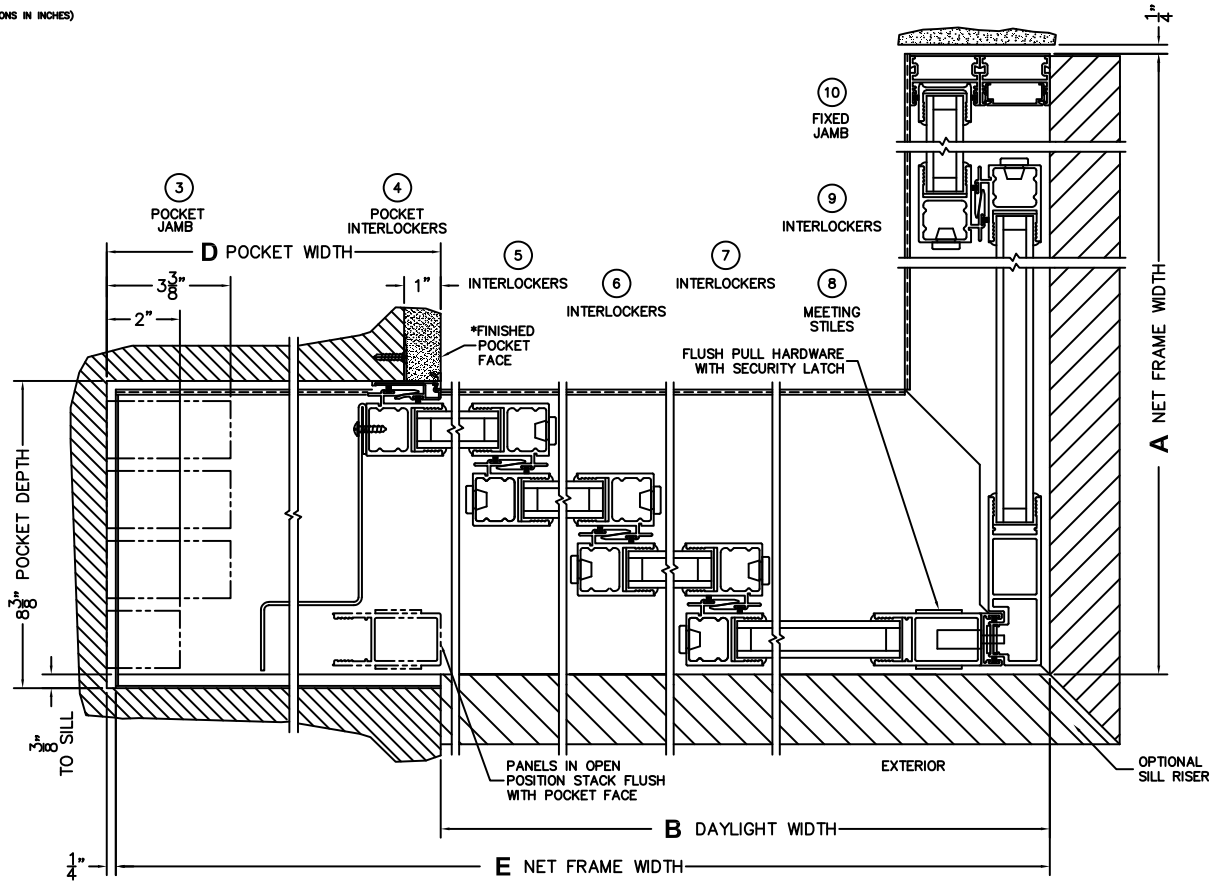 ONS IN INCHES)
1"
4
10
FIXED
JAMB
3
POCKET
JAMB
4
POCKET
INTERLOCKERS
9
INTERLOCKERS
D POCKET WIDTH
5
INTERLOCKERS
7
INTERLOCKERS
3 3/8"
1"
6
INTERLOCKERS
8
MEETING
STILES
2"
*FINISHED
POCKET
FACE
FLUSH PULL HARDWARE
WITH SECURITY LATCH
A NET FRAME WIDTH
8 3/8" POCKET DEPTH
3/8"
TO SILL
PANELS IN OPEN
POSITION STACK FLUSH
WITH POCKET FACE
EXTERIOR
OPTIONAL
SILL RISER
B DAYLIGHT WIDTH
1"
4
E NET FRAME WIDTH